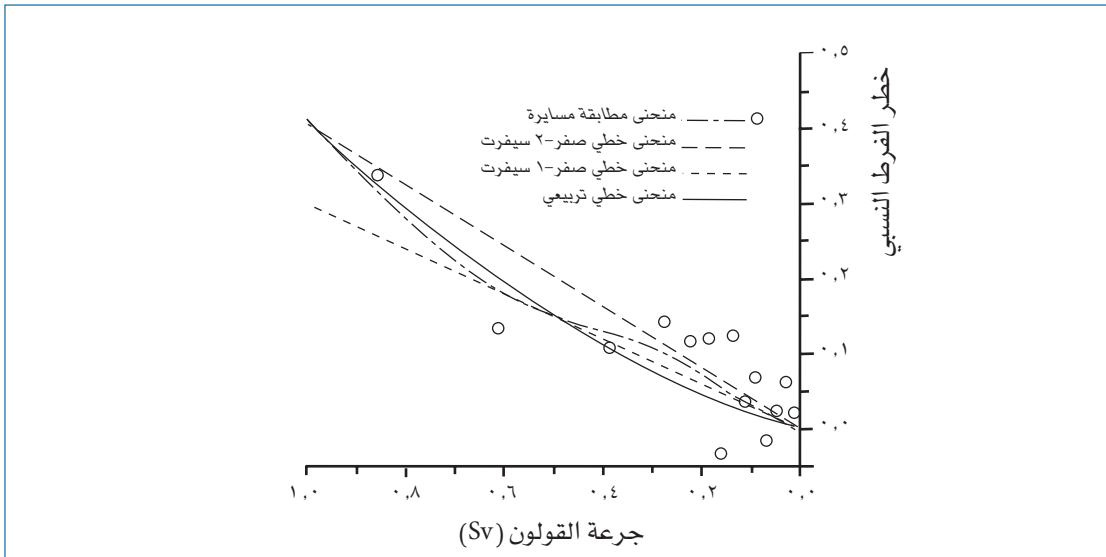 خطر الفرط النسبي
٠,٥
٠,٤
٠,٣
٠,٢
٠,١
٠,٠
منحنى مطابقة مسايرة
منحنى خطي صفر-٢ سيفرت
منحنى خطي صفر-١ سيفرت
منحنى خطي تربيعي
٠,٠ ٠,٢ ٠,٤ ٠,٦ ٠,٨ ١,٠
جرعة القولون (Sv)